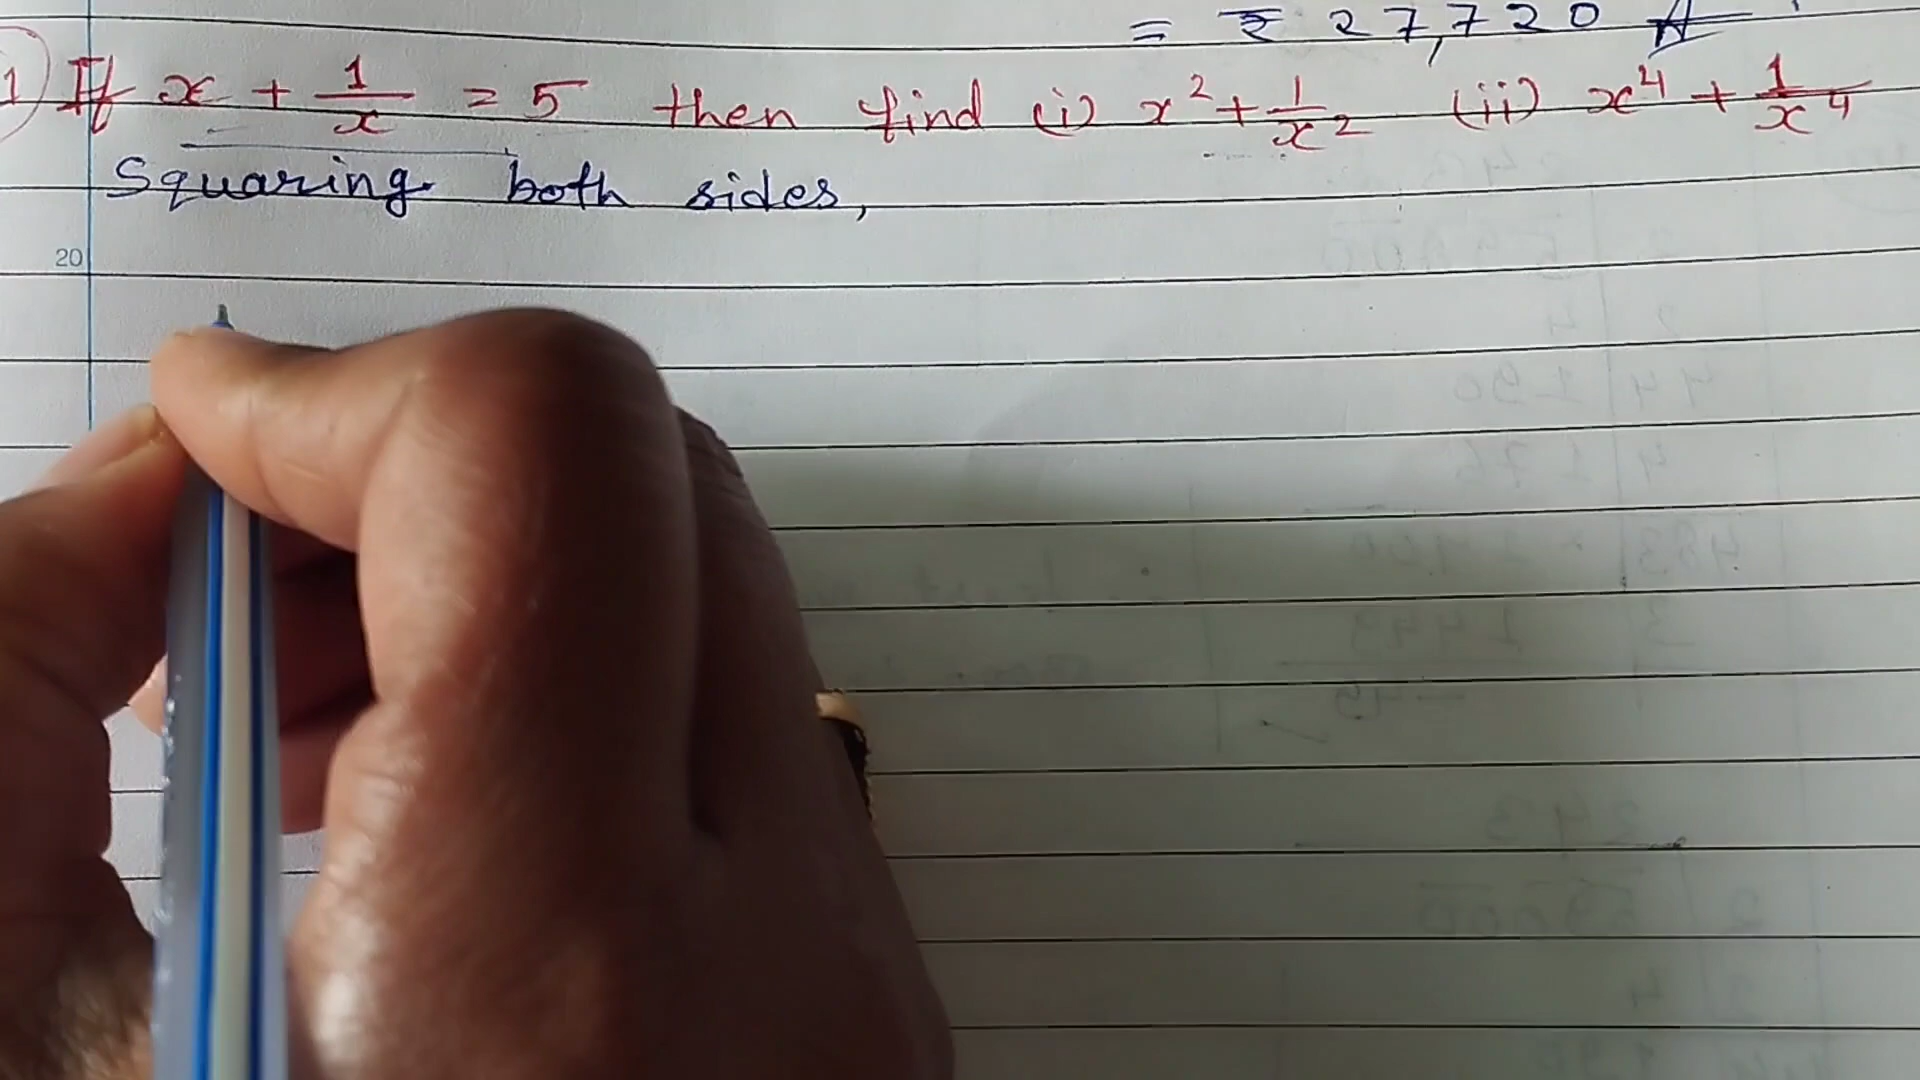 = ₹ 27,720
1) If x + 1/x = 5 then find (i) x² + 1/x² (ii) x⁴ + 1/x⁴
Squaring both sides,
20